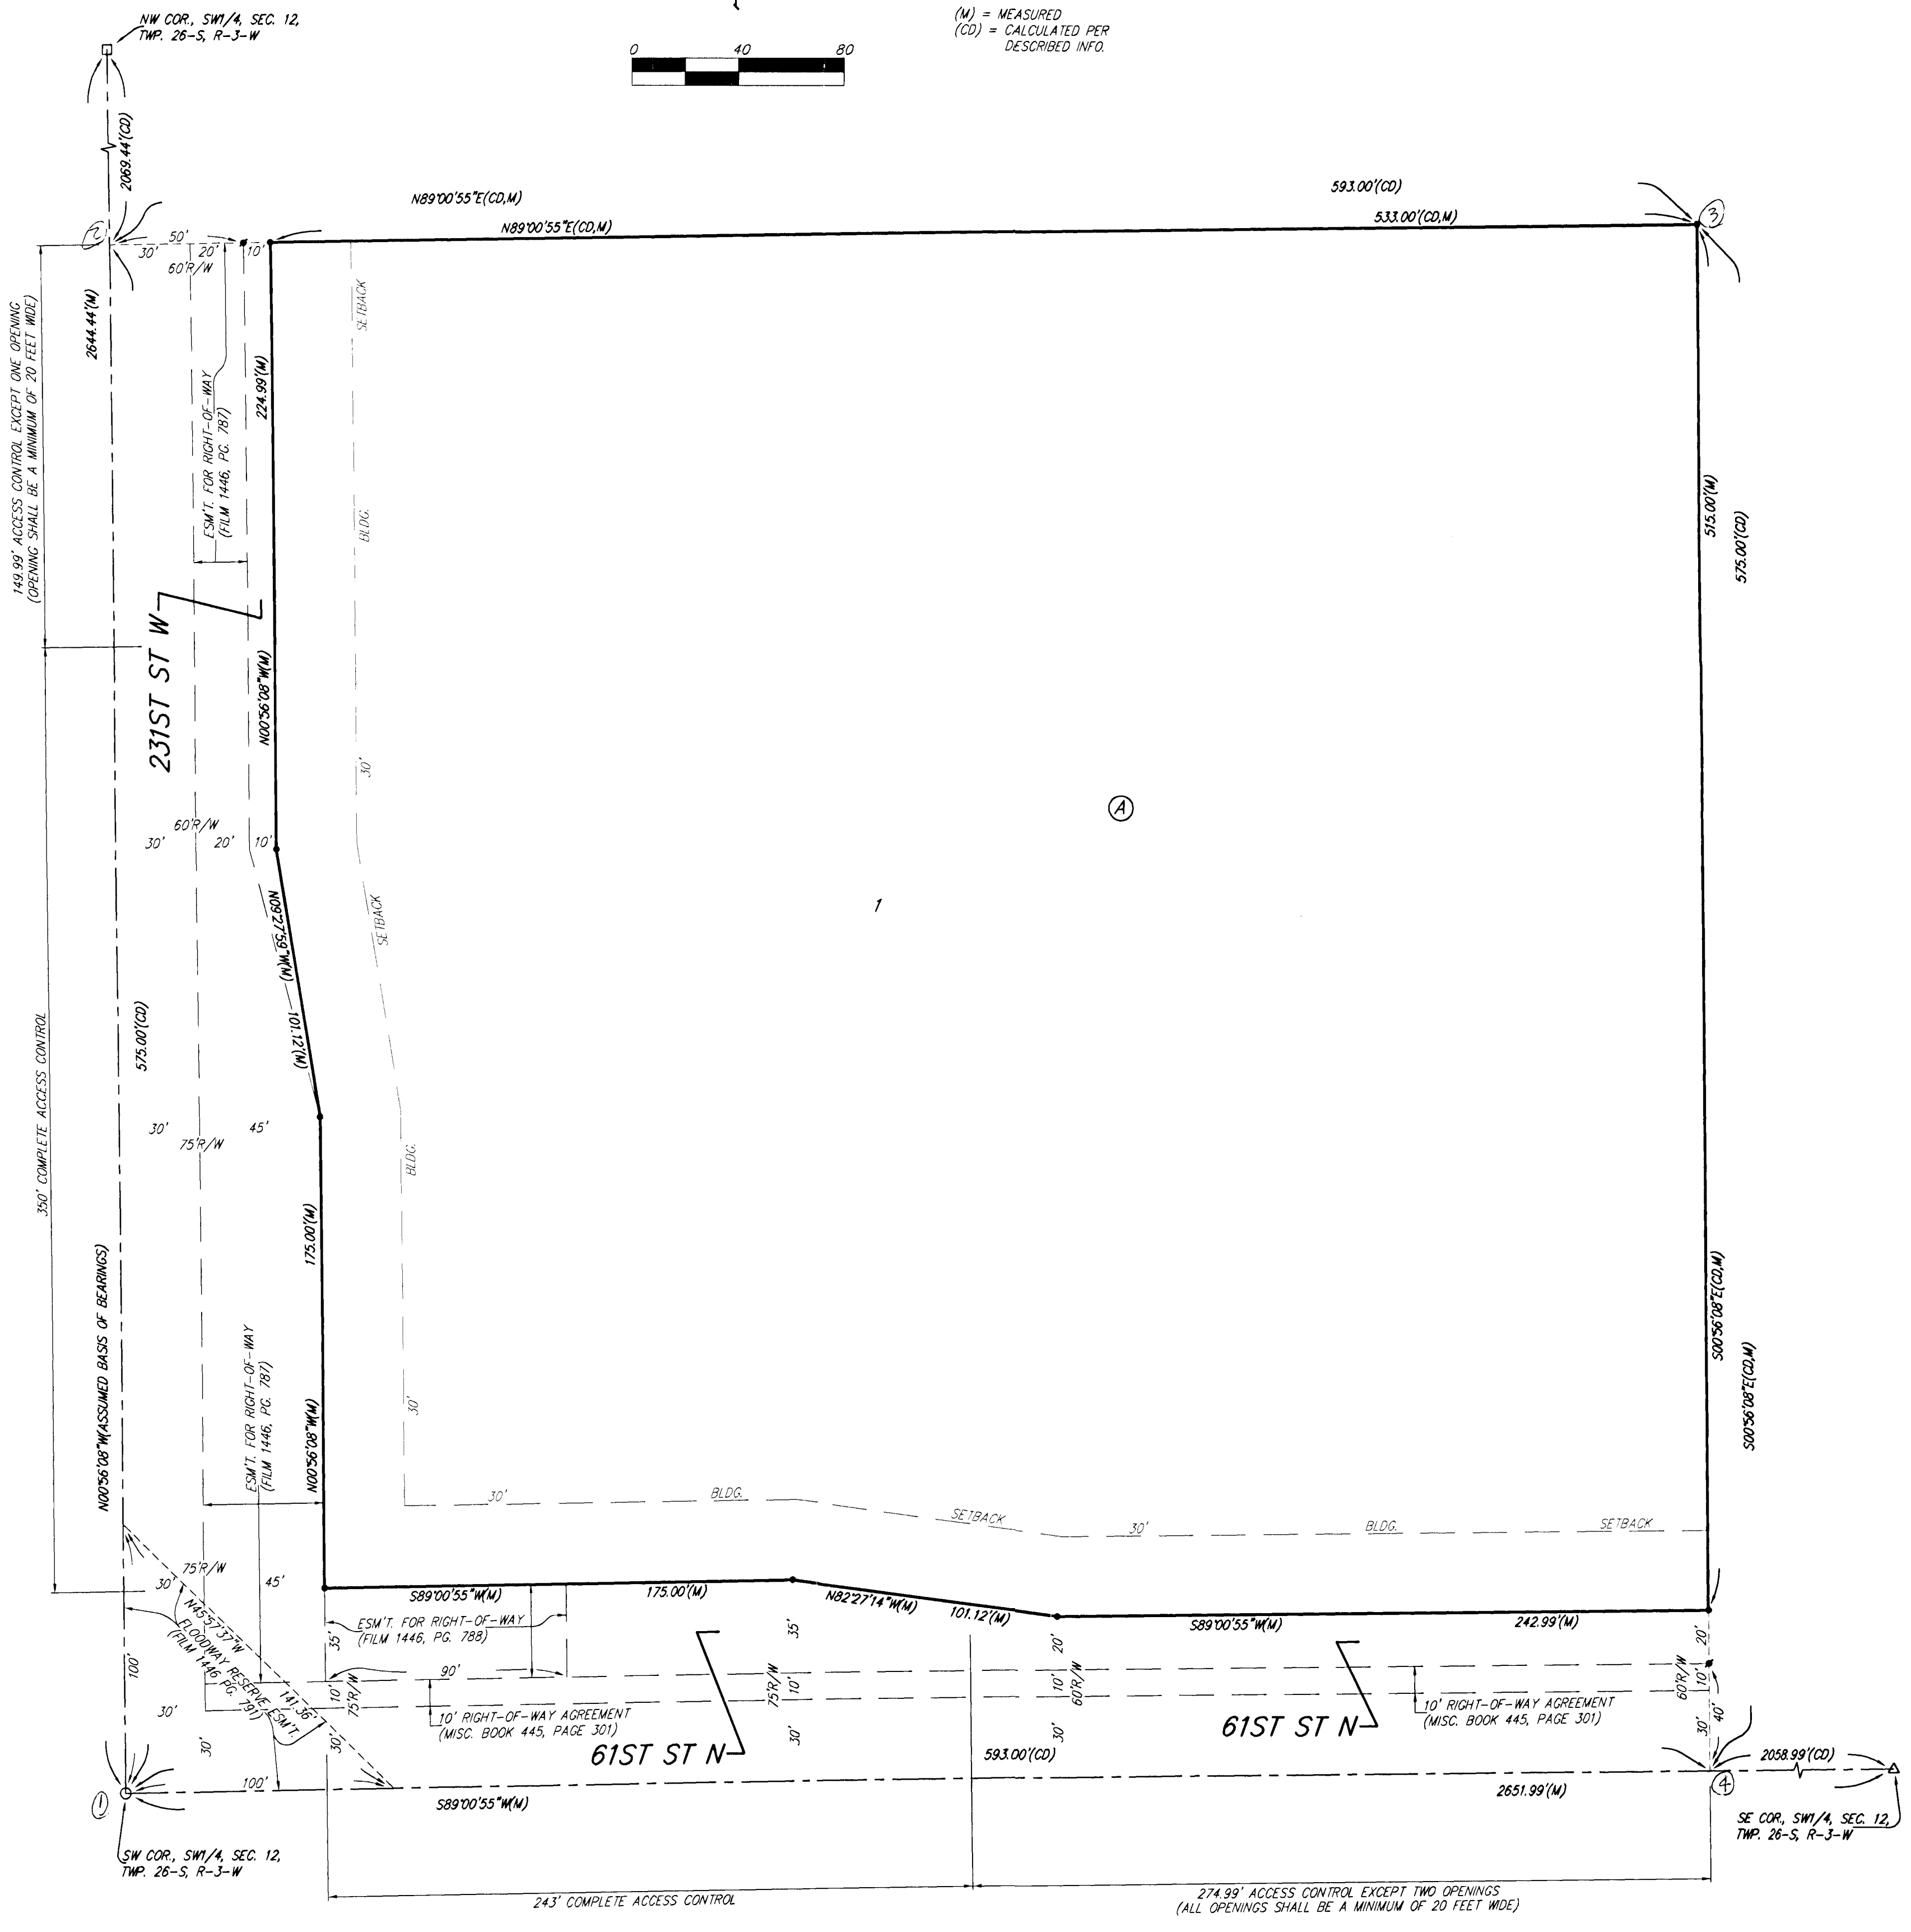 NW COR., SW1/4, SEC. 12,
TWP. 26-S, R-3-W
(M) = MEASURED
(CD) = CALCULATED PER
DESCRIBED INFO.
0 40 80
2069.44'(CD)
N89°00'55"E(CD,M)
593.00'(CD)
N89°00'55"E(CD,M)
533.00'(CD,M)
2
3
50'
30' 20' 10'
60'R/W
2644.44'(M)
149.99' ACCESS CONTROL EXCEPT ONE OPENING
(OPENING SHALL BE A MINIMUM OF 20 FEET WIDE)
ESM'T. FOR RIGHT-OF-WAY
(FILM 1446, PG. 787)
224.99'(M)
SETBACK
BLDG.
30'
515.00'(M)
575.00'(CD)
231ST ST W
N00°56'08"W(M)
60'R/W
30' 20' 10'
A
1
N09°27'59"W(M)
101.12'(M)
SETBACK
575.00'(CD)
350' COMPLETE ACCESS CONTROL
30' 45'
75'R/W
BLDG.
175.00'(M)
N00°56'08"W(ASSUMED BASIS OF BEARINGS)
ESM'T. FOR RIGHT-OF-WAY
(FILM 1446, PG. 787)
N00°56'08"W(M)
30'
S00°56'08"E(CD,M)
S00°56'08"E(CD,M)
30' BLDG. SETBACK 30' BLDG. SETBACK
75'R/W
30' 45'
S89°00'55"W(M) 175.00'(M)
N82°27'14"W(M) 101.12'(M)
S89°00'55"W(M) 242.99'(M)
ESM'T. FOR RIGHT-OF-WAY
(FILM 1446, PG. 788)
N45°57'37"W
141.36'
FLOODWAY RESERVE ESM'T.
(FILM 1446 PG. 791)
100'
30'
30'
100'
35'
10'
75'R/W
30'
90'
10' RIGHT-OF-WAY AGREEMENT
(MISC. BOOK 445, PAGE 301)
61ST ST N
35'
75'R/W
10'
30'
20'
10'
60'R/W
30'
61ST ST N
10' RIGHT-OF-WAY AGREEMENT
(MISC. BOOK 445, PAGE 301)
20'
60'R/W
10'
40'
30'
593.00'(CD)
2058.99'(CD)
1
S89°00'55"W(M)
2651.99'(M)
4
SW COR., SW1/4, SEC. 12,
TWP. 26-S, R-3-W
SE COR., SW1/4, SEC. 12,
TWP. 26-S, R-3-W
243' COMPLETE ACCESS CONTROL
274.99' ACCESS CONTROL EXCEPT TWO OPENINGS
(ALL OPENINGS SHALL BE A MINIMUM OF 20 FEET WIDE)